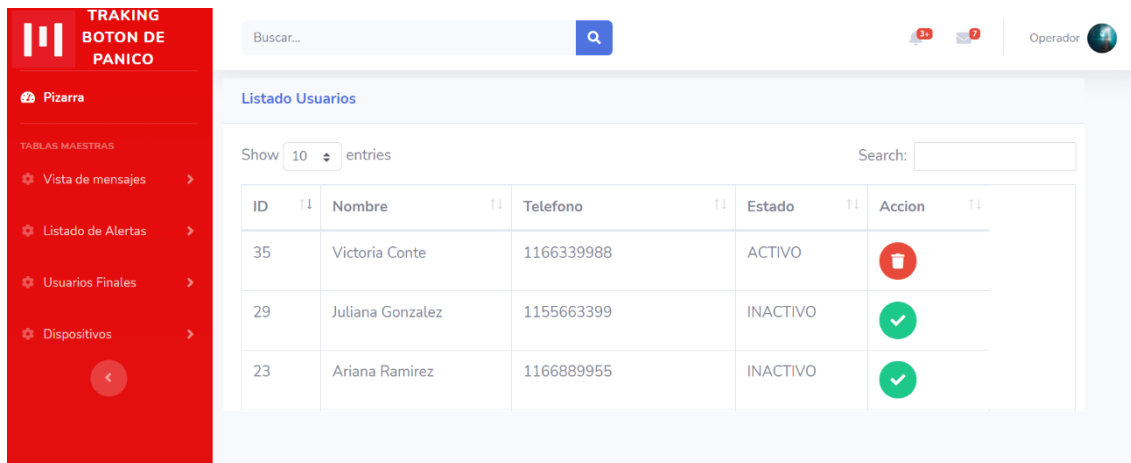 TRAKING
BOTON DE
PANICO
Buscar...
3+
7
Operador
Pizarra
TABLAS MAESTRAS
Vista de mensajes
Listado de Alertas
Usuarios Finales
Dispositivos
Listado Usuarios
Show 10 entries
Search:
ID Nombre Telefono Estado Accion
35 Victoria Conte 1166339988 ACTIVO
29 Juliana Gonzalez 1155663399 INACTIVO
23 Ariana Ramirez 1166889955 INACTIVO